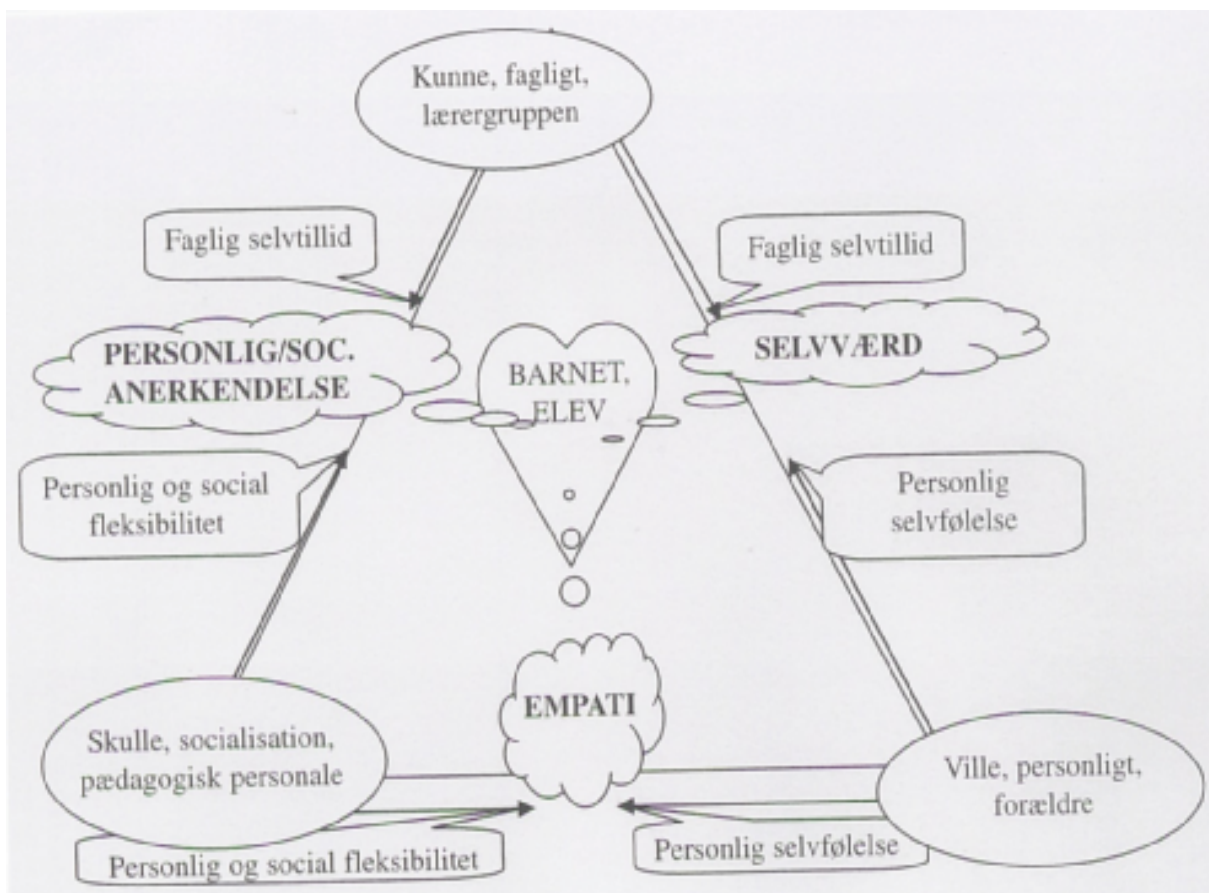 Kunne, fagligt,
lærergruppen
Faglig selvtillid
Faglig selvtillid
PERSONLIG/SOC.
ANERKENDELSE
BARNET,
ELEV
SELVVÆRD
Personlig og social
fleksibilitet
Personlig
selvfølelse
EMPATI
Skulle, socialisation,
pædagogisk personale
Ville, personligt,
forældre
Personlig og social fleksibilitet
Personlig selvfølelse